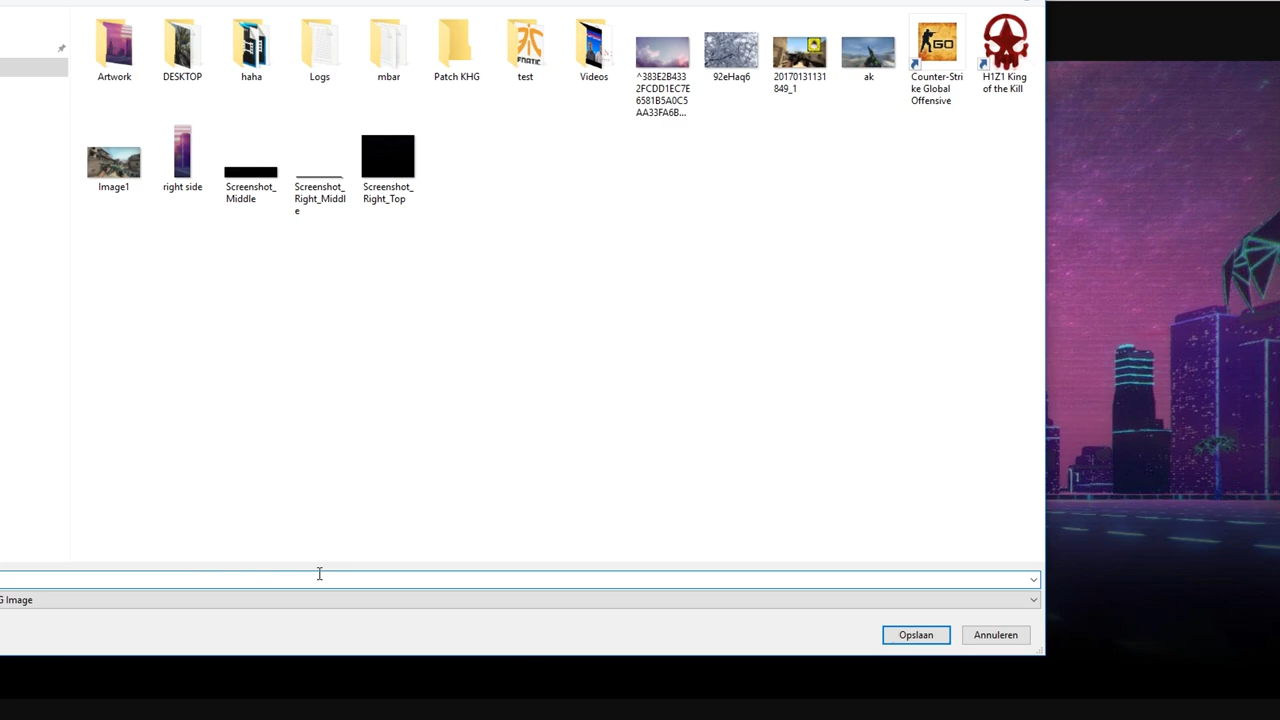 Artwork
DESKTOP
haha
Logs
mbar
Patch KHG
test
Videos
^383E2B433
2FCDD1EC7E
6581B5A0C5
AA33FA6B...
92eHaq6
20170131131
849_1
ak
Counter-Stri
ke Global
Offensive
H1Z1 King
of the Kill
FNATIC
GO
Image1
right side
Screenshot_
Middle
Screenshot_
Right_Middl
e
Screenshot_
Right_Top
G Image
Opslaan
Annuleren